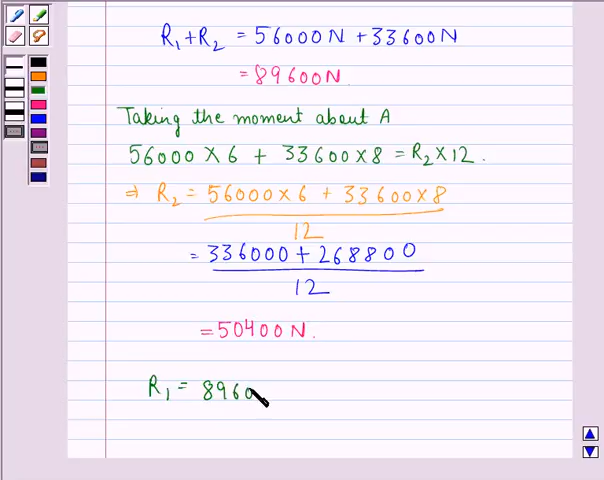 R₁+R₂ = 56000N + 33600N
= 89600N.
Taking the moment about A
56000 × 6 + 33600 × 8 = R₂ × 12.
⇒ R₂ = 56000 × 6 + 33600 × 8
12
= 336000 + 268800
12
= 50400 N.
R₁ = 8960